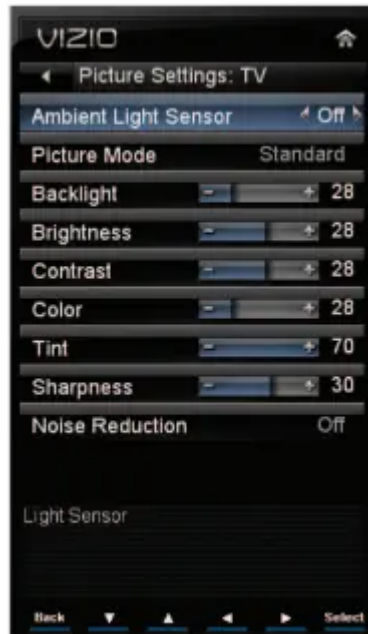 VIZIO
Picture Settings: TV
Ambient Light Sensor Off
Picture Mode Standard
Backlight - + 28
Brightness - + 28
Contrast - + 28
Color - + 28
Tint - + 70
Sharpness - + 30
Noise Reduction Off
Light Sensor
Back Select